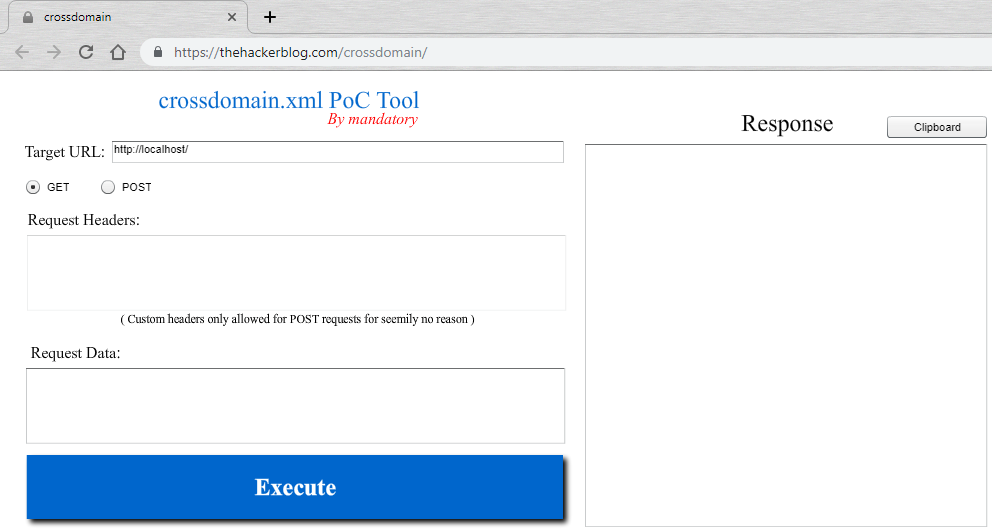 crossdomain
https://thehackerblog.com/crossdomain/
crossdomain.xml PoC Tool
By mandatory
Target URL: http://localhost/
GET POST
Request Headers:
( Custom headers only allowed for POST requests for seemily no reason )
Request Data:
Execute
Response Clipboard